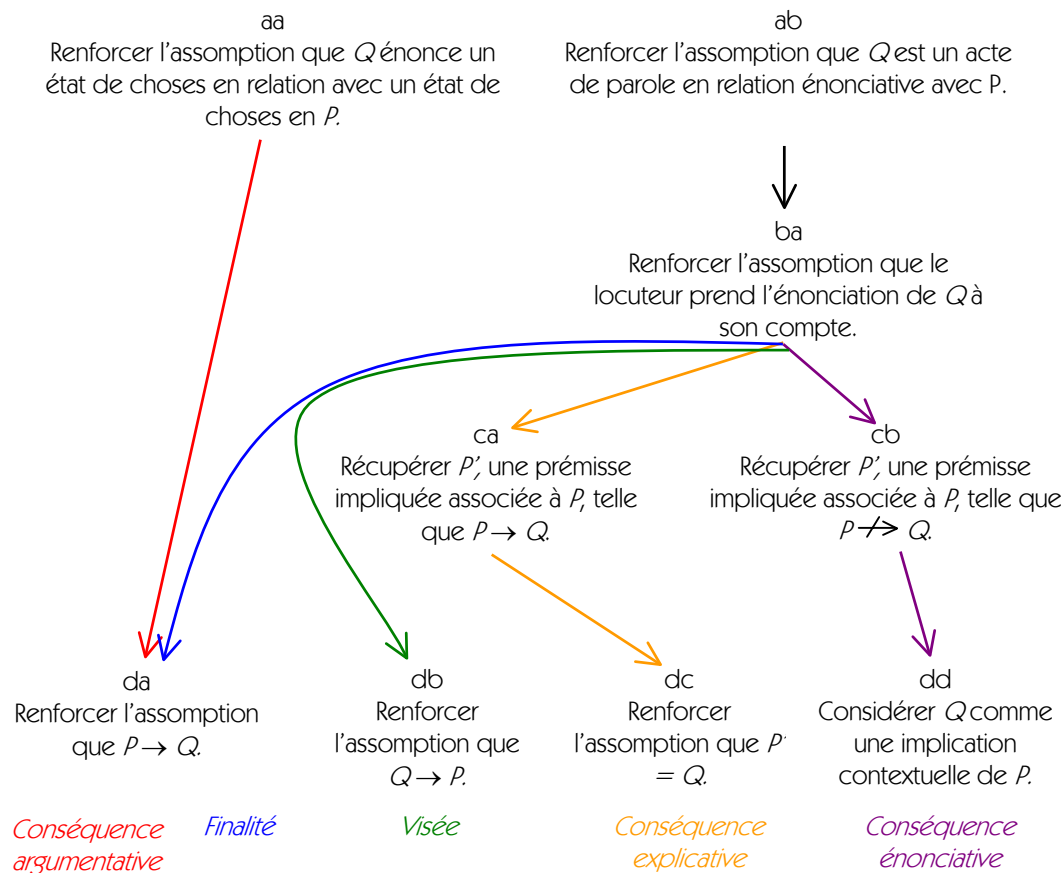 aa
Renforcer l'assomption que Q énonce un
état de choses en relation avec un état de
choses en P.
ab
Renforcer l'assomption que Q est un acte
de parole en relation énonciative avec P.
ba
Renforcer l'assomption que le
locuteur prend l'énonciation de Q à
son compte.
ca
Récupérer P', une prémisse
impliquée associée à P, telle
que P → Q.
cb
Récupérer P', une prémisse
impliquée associée à P, telle que
P ↛ Q.
da
Renforcer l'assomption
que P → Q.
db
Renforcer
l'assomption que
Q → P.
dc
Renforcer
l'assomption que P'
= Q.
dd
Considérer Q comme
une implication
contextuelle de P.
Conséquence
argumentative
Finalité
Visée
Conséquence
explicative
Conséquence
énonciative